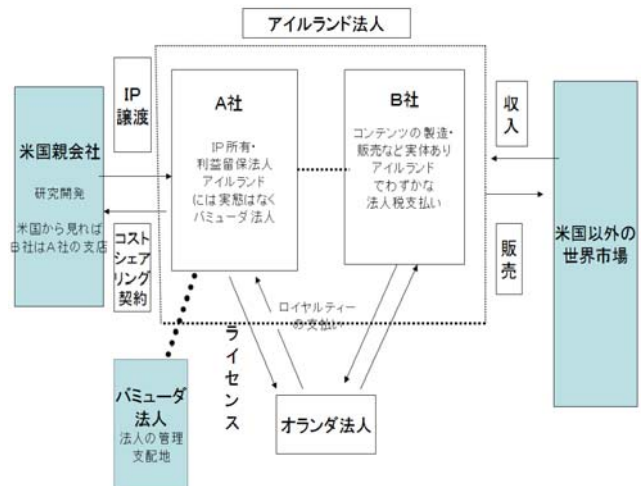 アイルランド法人
IP
譲渡
A社
IP所有・
利益留保法人
アイルランド
には実態はなく
バミューダ法人
B社
コンテンツの製造・
販売など実体あり
アイルランド
でわずかな
法人税支払い
収入
米国親会社
研究開発
米国から見れば
B社はA社の支店
コスト
シェア
リング
契約
販売
米国以外の
世界市場
ロイヤルティー
の支払い
ライセンス
バミューダ
法人
法人の管理
支配地
オランダ法人